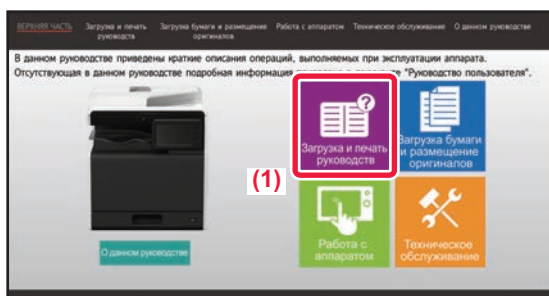 ВЕРХНЯЯ ЧАСТЬ
Загрузка и печать
руководств
Загрузка бумаги и размещение
оригиналов
Работа с аппаратом
Техническое обслуживание
О данном руководстве
В данном руководстве приведены краткие описания операций, выполняемых при эксплуатации аппарата.
Отсутствующая в данном руководстве подробная информация "Руководство пользователя".
Загрузка и печать
руководств
Загрузка бумаги
и размещение
оригиналов
(1)
Работа с
аппаратом
Техническое
обслуживание
О данном руководстве